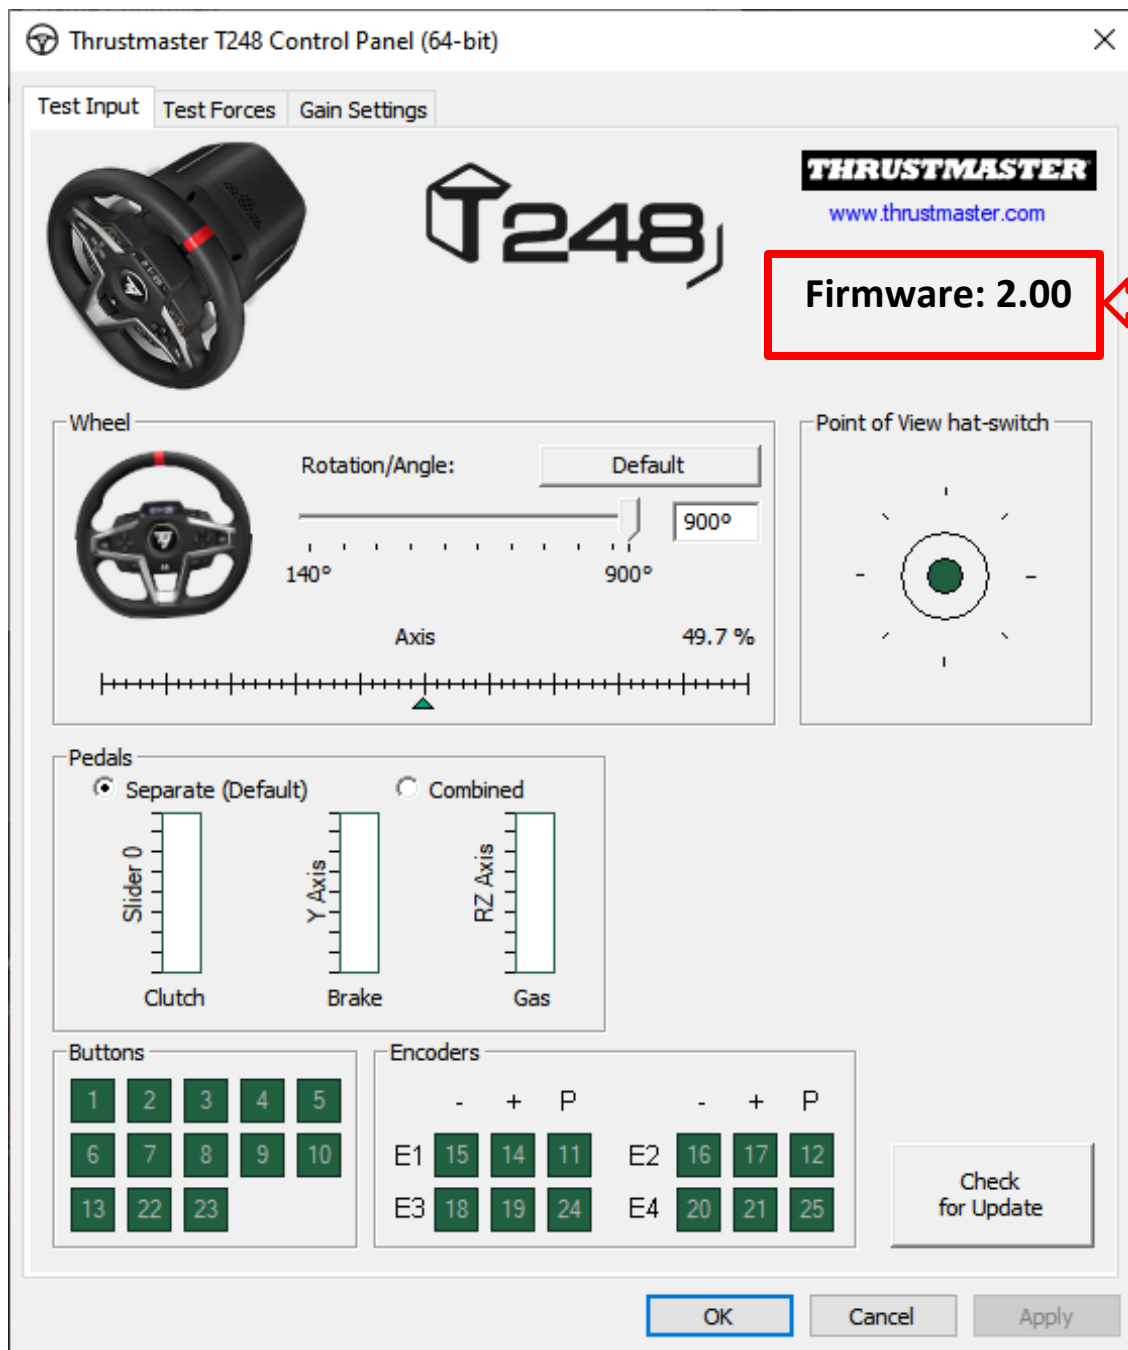 Thrustmaster T248 Control Panel (64-bit)
Test Input Test Forces Gain Settings
T248
THRUSTMASTER
www.thrustmaster.com
Firmware: 2.00
Wheel
Rotation/Angle: Default
900°
140° 900°
Axis 49.7 %
Point of View hat-switch
Pedals
Separate (Default) Combined
Slider 0
Y Axis
RZ Axis
Clutch Brake Gas
Buttons
1 2 3 4 5
6 7 8 9 10
13 22 23
Encoders
- + P - + P
E1 15 14 11 E2 16 17 12
E3 18 19 24 E4 20 21 25
Check
for Update
OK Cancel Apply